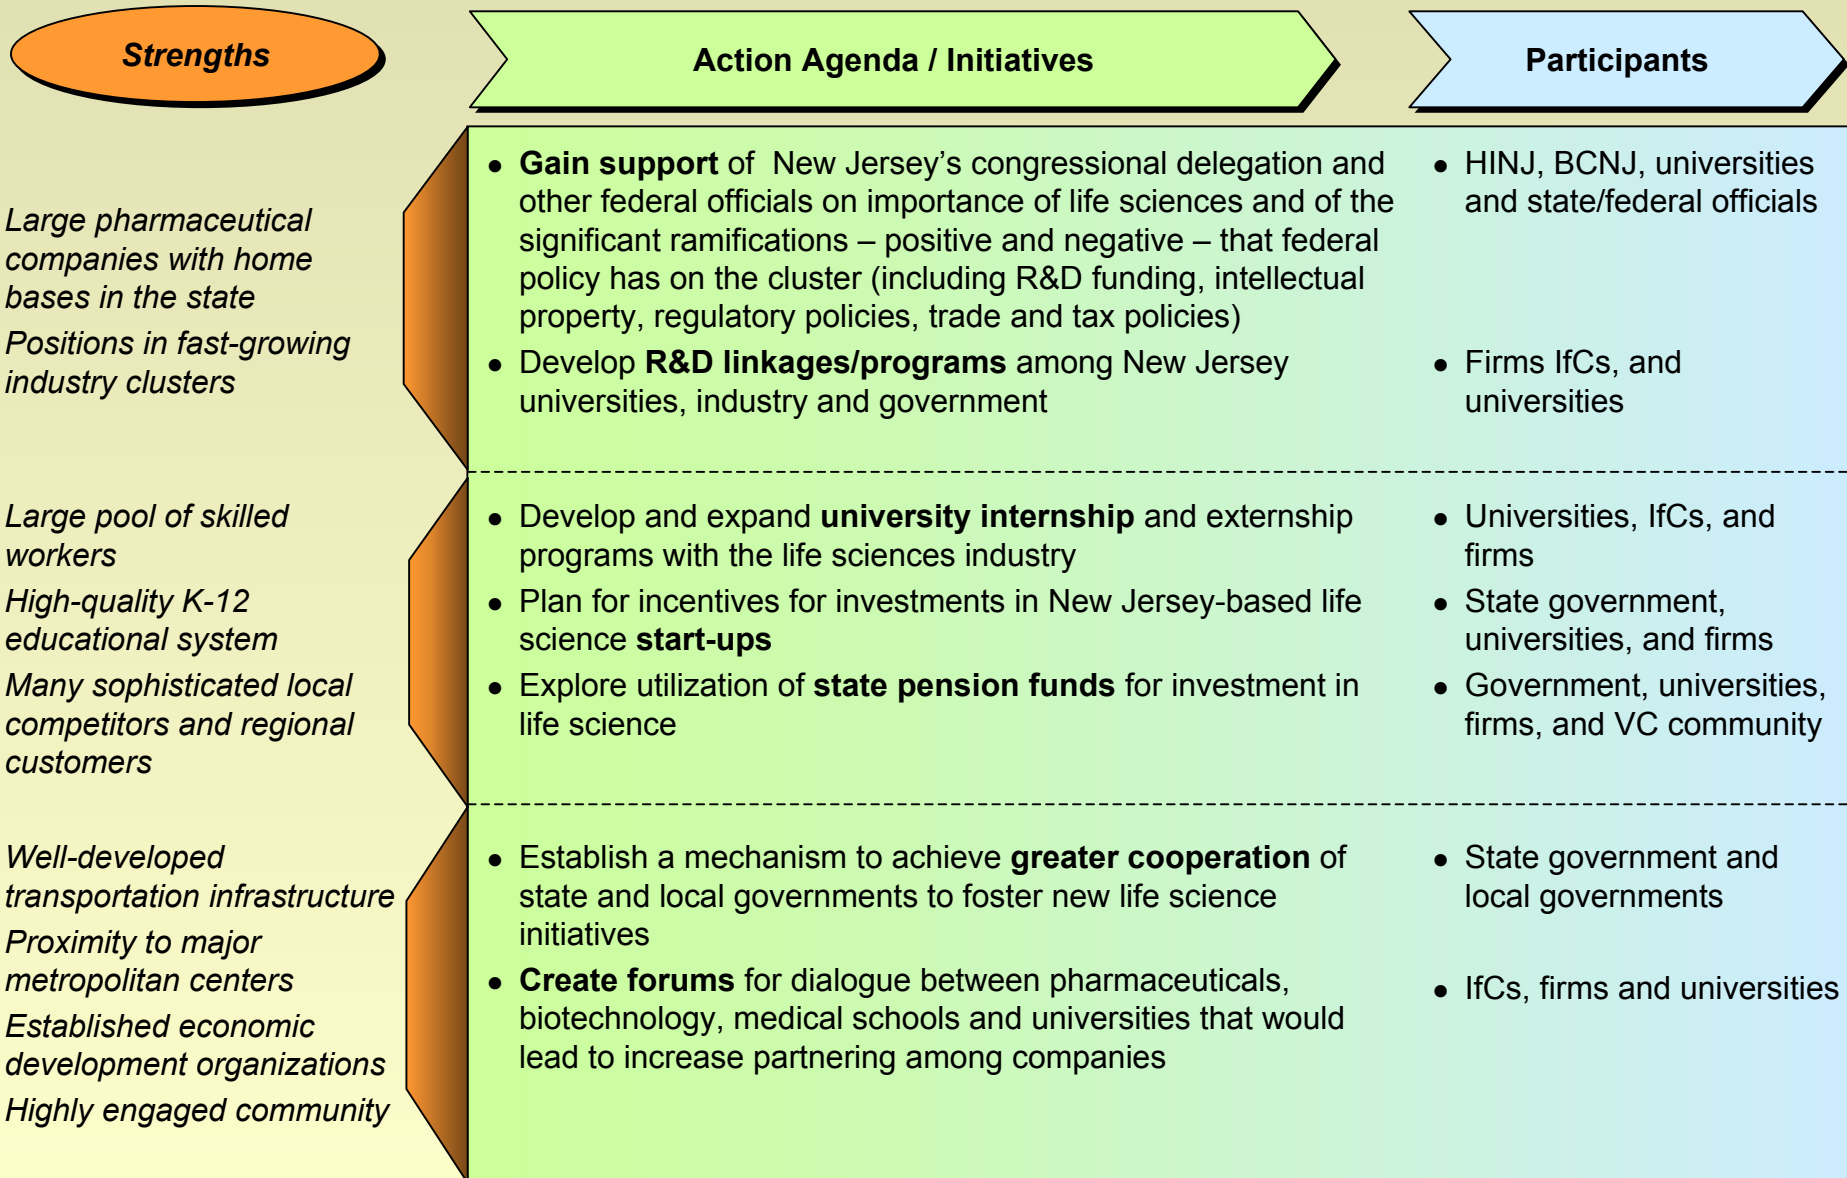 Strengths
Action Agenda / Initiatives
Participants
Large pharmaceutical
companies with home
bases in the state
Positions in fast-growing
industry clusters
● Gain support of New Jersey's congressional delegation and
other federal officials on importance of life sciences and of the
significant ramifications – positive and negative – that federal
policy has on the cluster (including R&D funding, intellectual
property, regulatory policies, trade and tax policies)
● Develop R&D linkages/programs among New Jersey
universities, industry and government
● HINJ, BCNJ, universities
and state/federal officials
● Firms IfCs, and
universities
Large pool of skilled
workers
High-quality K-12
educational system
Many sophisticated local
competitors and regional
customers
● Develop and expand university internship and externship
programs with the life sciences industry
● Plan for incentives for investments in New Jersey-based life
science start-ups
● Explore utilization of state pension funds for investment in
life science
● Universities, IfCs, and
firms
● State government,
universities, and firms
● Government, universities,
firms, and VC community
Well-developed
transportation infrastructure
Proximity to major
metropolitan centers
Established economic
development organizations
Highly engaged community
● Establish a mechanism to achieve greater cooperation of
state and local governments to foster new life science
initiatives
● Create forums for dialogue between pharmaceuticals,
biotechnology, medical schools and universities that would
lead to increase partnering among companies
● State government and
local governments
● IfCs, firms and universities